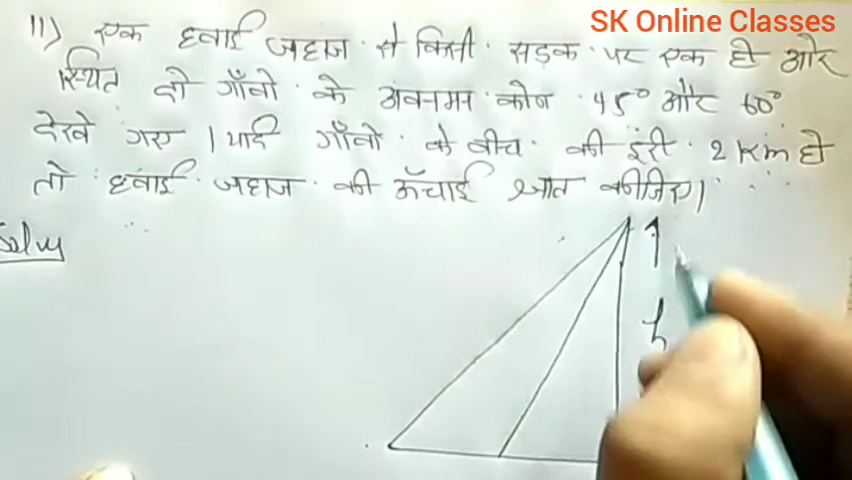 SK Online Classes
11) एक हवाई जहाज से किसी सड़क पर एक ही ओर
स्थित दो गाँवो के अवनमन कोण 45° और 60°
देखे गए । यदि गाँवो के बीच की दूरी 2 Km हो
तो हवाई जहाज की ऊँचाई ज्ञात कीजिए।
Solu
h